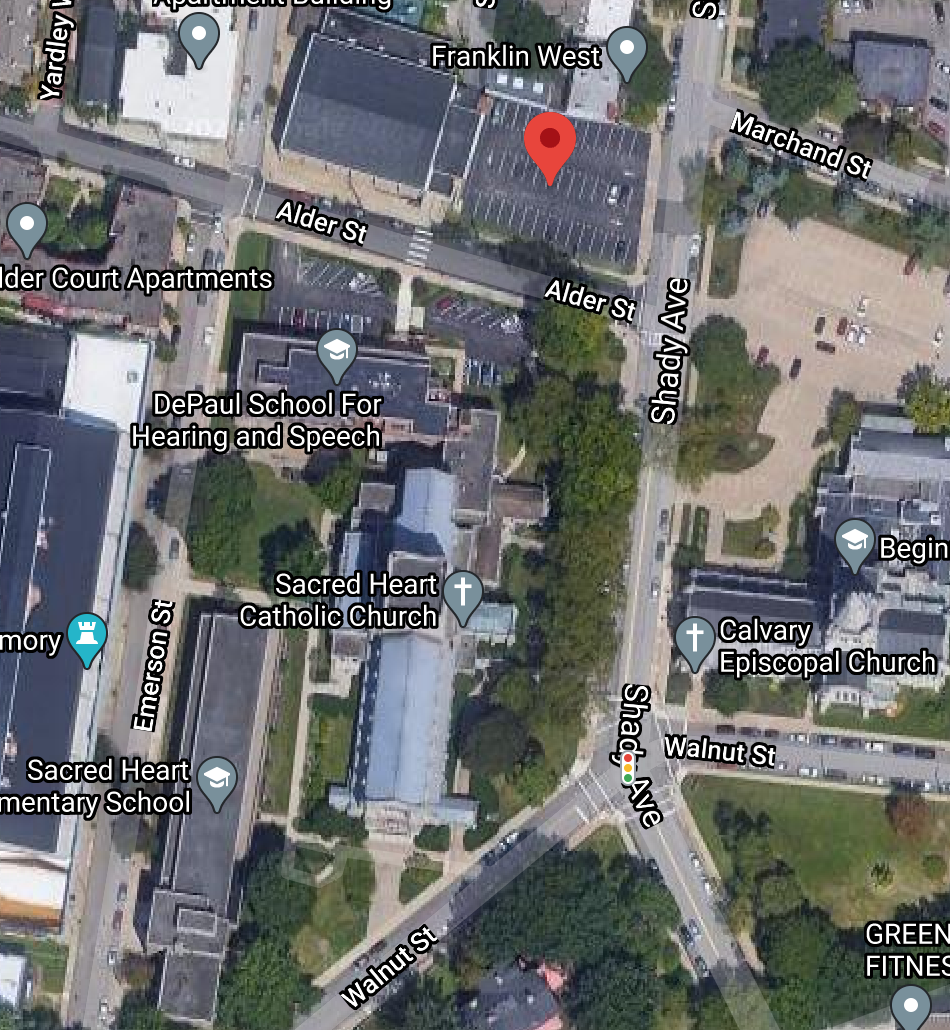 Apartment Building
Yardley W
Franklin West
Marchand St
Alder St
lder Court Apartments
Alder St
Shady Ave
DePaul School For
Hearing and Speech
Begin
Sacred Heart
Catholic Church
Calvary
Episcopal Church
mory
Emerson St
Shady Ave
Walnut St
Sacred Heart
mentary School
Walnut St
GREEN
FITNES